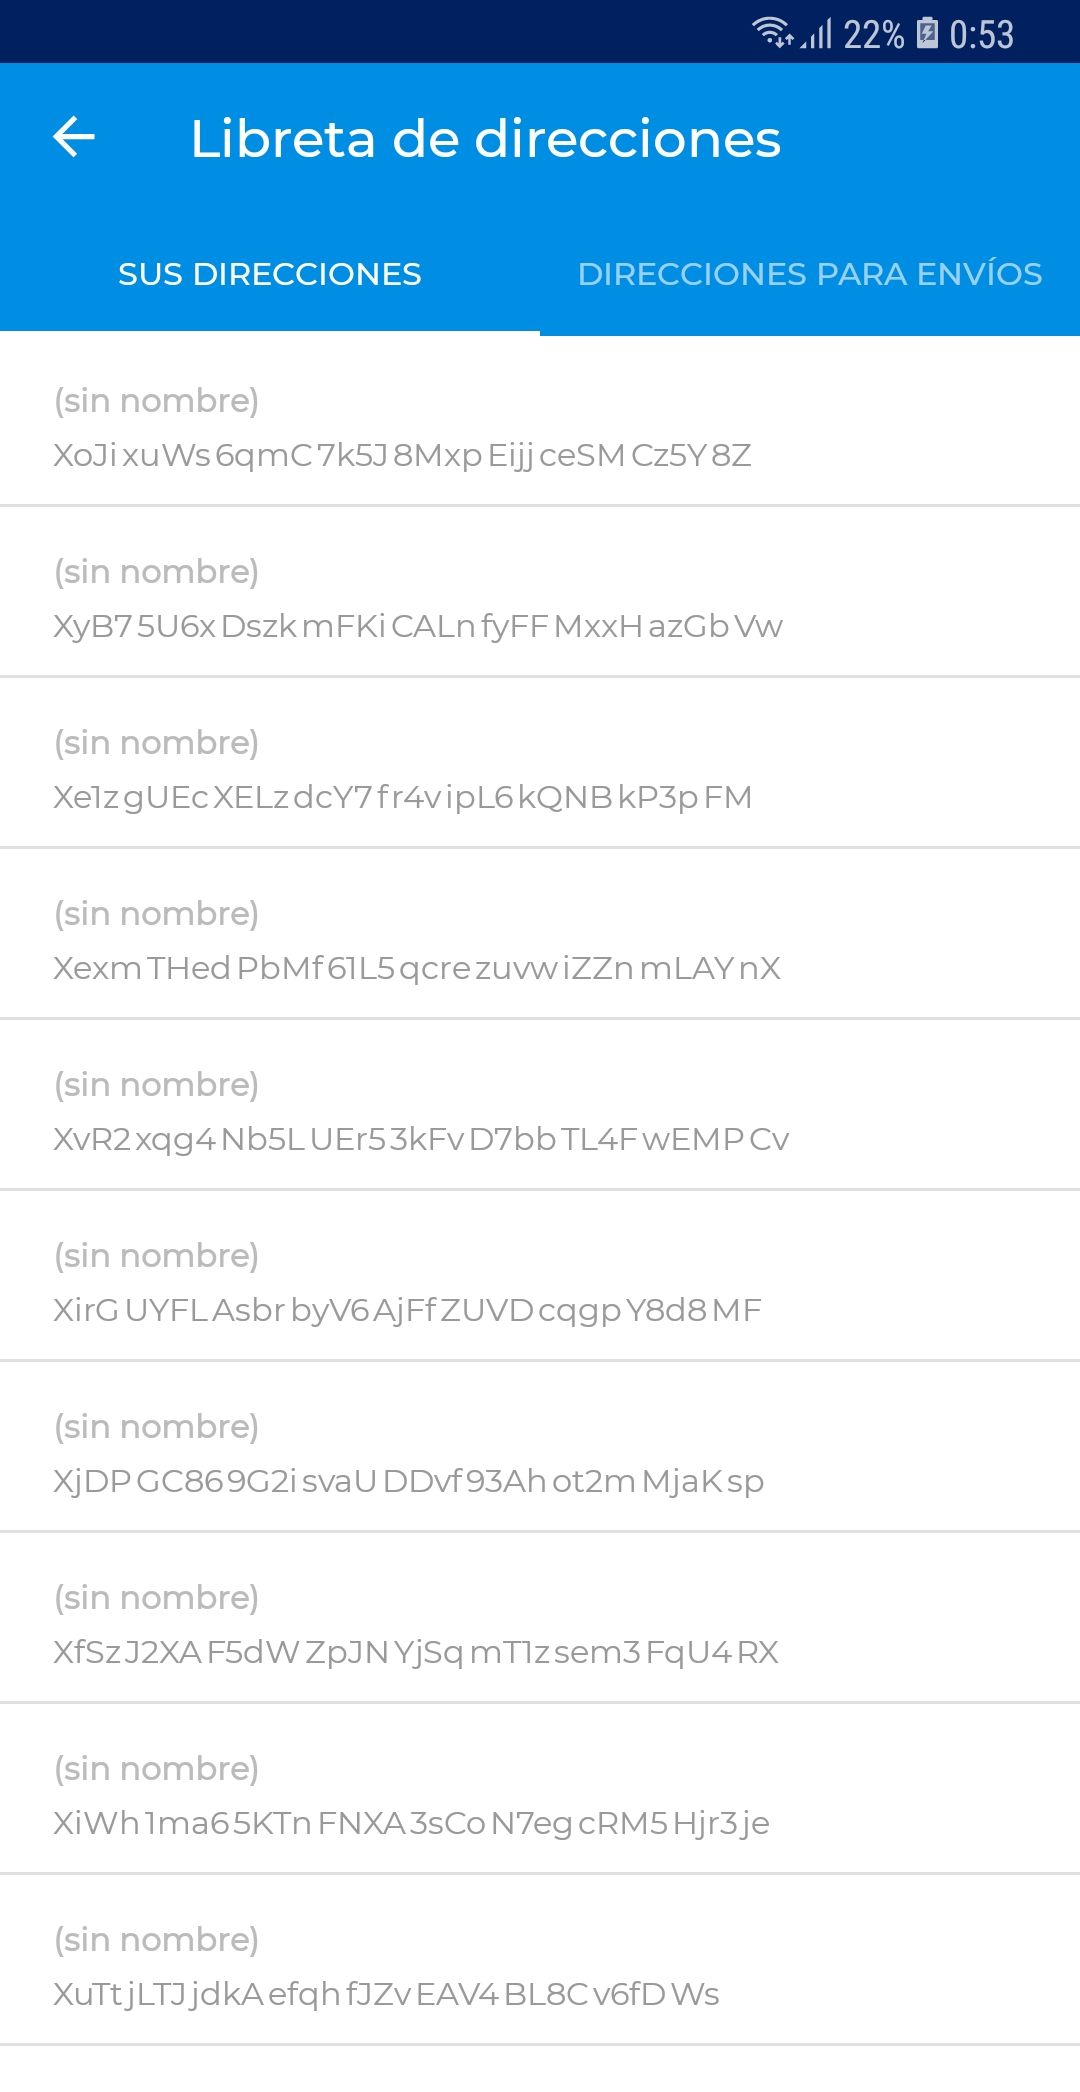 22% 0:53
Libreta de direcciones
SUS DIRECCIONES DIRECCIONES PARA ENVÍOS
(sin nombre)
XoJi xuWs 6qmC 7k5J 8Mxp Eijj ceSM Cz5Y 8Z
(sin nombre)
XyB7 5U6x Dszk mFKi CALn fyFF MxxH azGb Vw
(sin nombre)
Xe1z gUEc XELz dcY7 fr4v ipL6 kQNB kP3p FM
(sin nombre)
Xexm THed PbMf 61L5 qcre zuvw iZZn mLAY nX
(sin nombre)
XvR2 xqg4 Nb5L UEr5 3kFv D7bb TL4F wEMP Cv
(sin nombre)
XirG UYFL Asbr byV6 AjFf ZUVD cqgp Y8d8 MF
(sin nombre)
XjDP GC86 9G2i svaU DDvf 93Ah ot2m MjaK sp
(sin nombre)
XfSz J2XA F5dW ZpJN YjSq mT1z sem3 FqU4 RX
(sin nombre)
XiWh 1ma6 5KTn FNXA 3sCo N7eg cRM5 Hjr3 je
(sin nombre)
XuTt jLTJ jdkA efqh fJZv EAV4 BL8C v6fD Ws